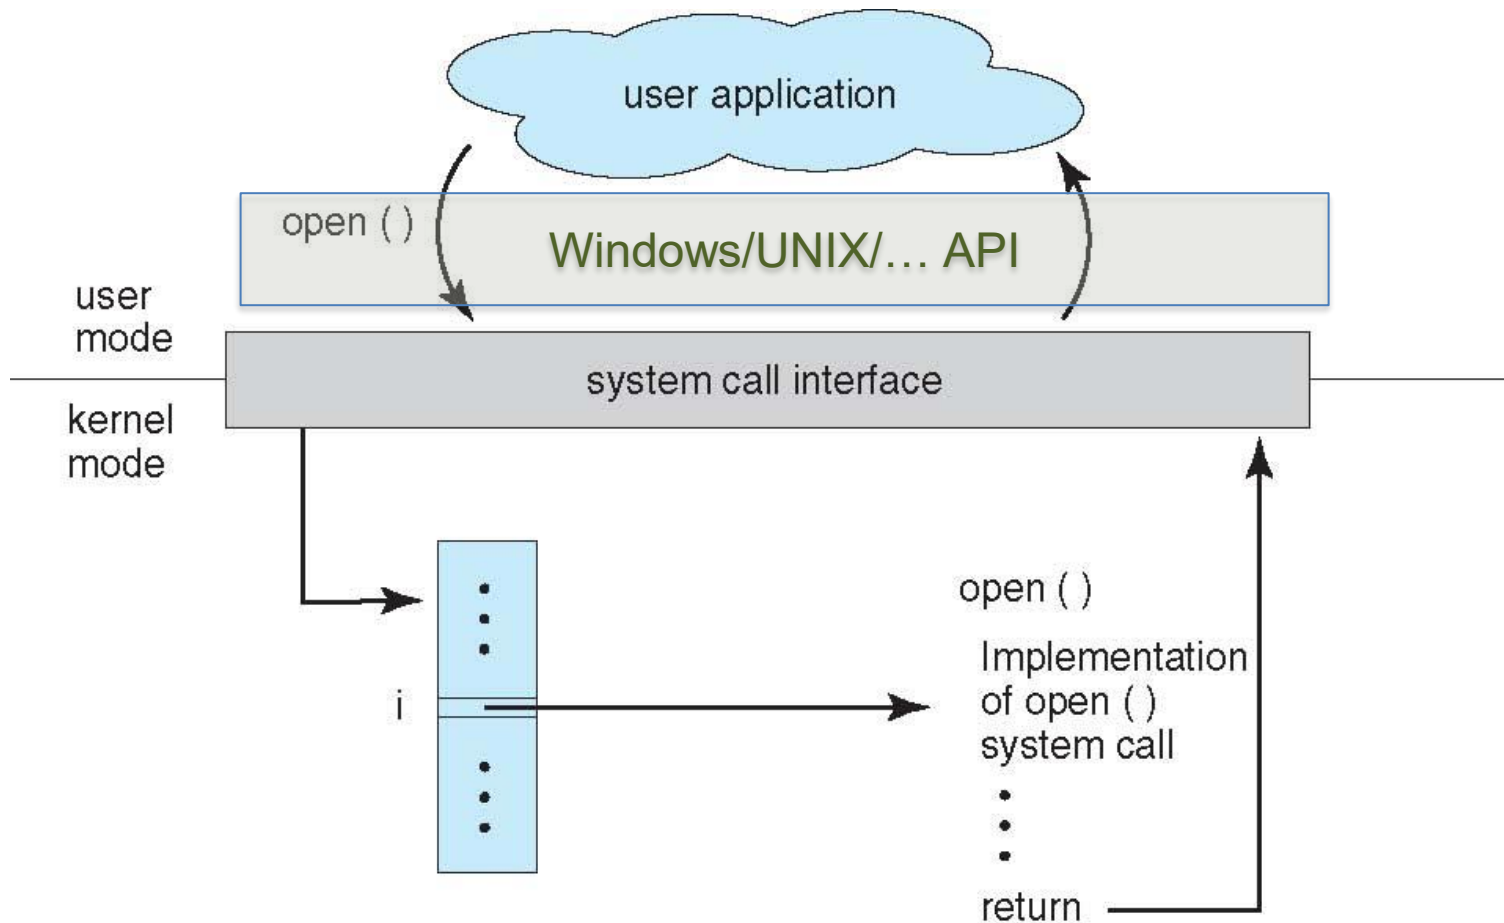 user application
open ( )
Windows/UNIX/... API
user
mode
system call interface
kernel
mode
open ( )
Implementation
of open ( )
system call
i
return